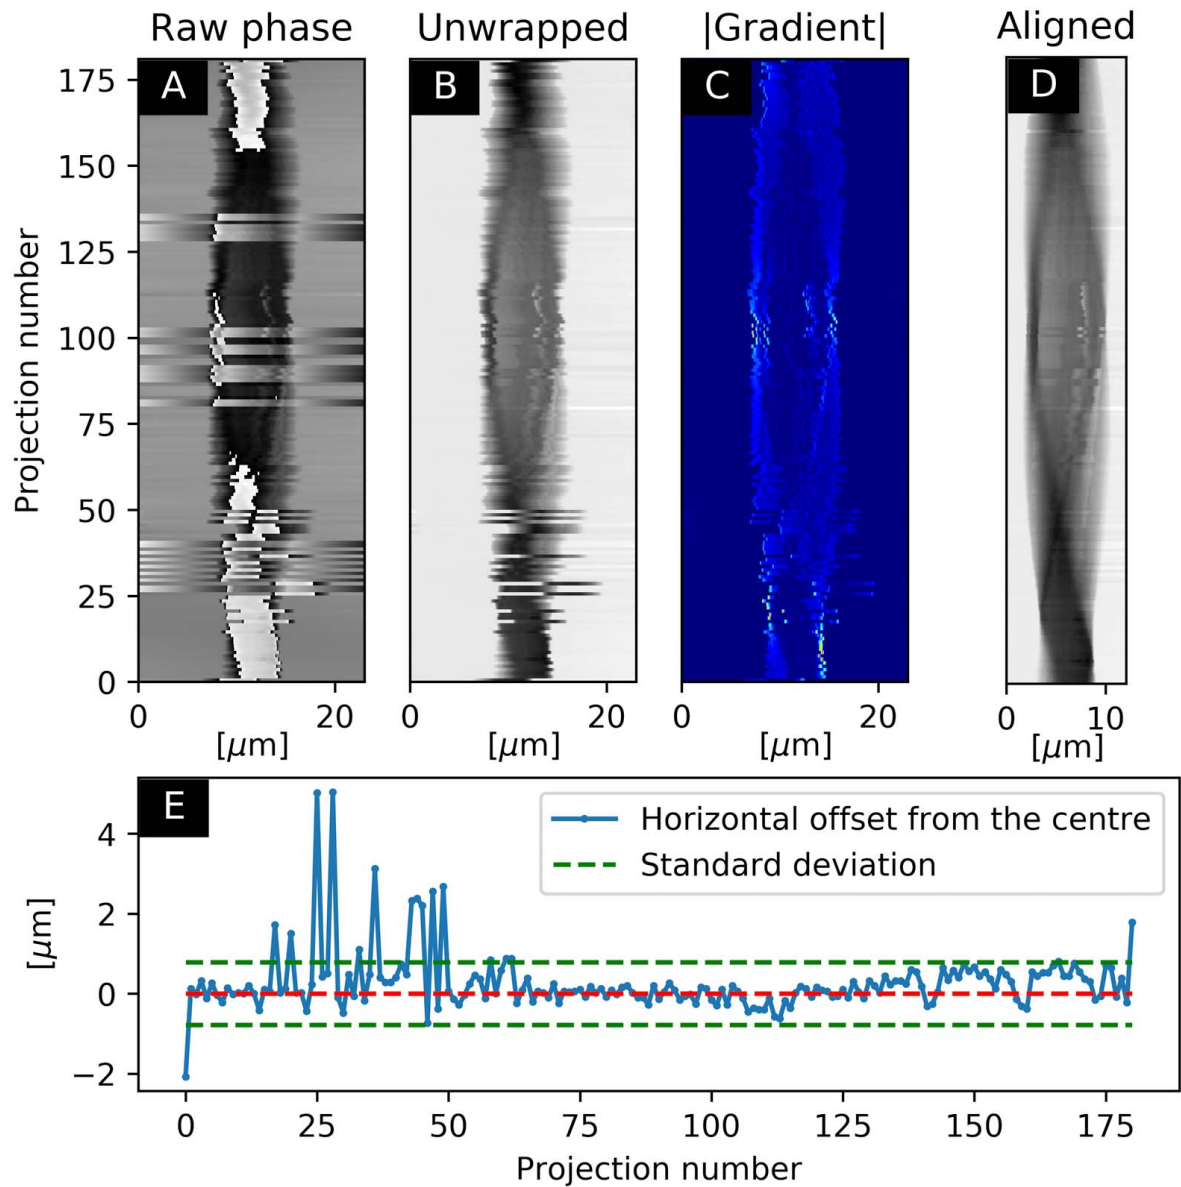 Raw phase Unwrapped |Gradient| Aligned
A B C D
Projection number
175
150
125
100
75
50
25
0
0 20 0 20 0 20 0 10
[μm] [μm] [μm] [μm]
E
Horizontal offset from the centre
Standard deviation
[μm]
4
2
0
−2
0 25 50 75 100 125 150 175
Projection number